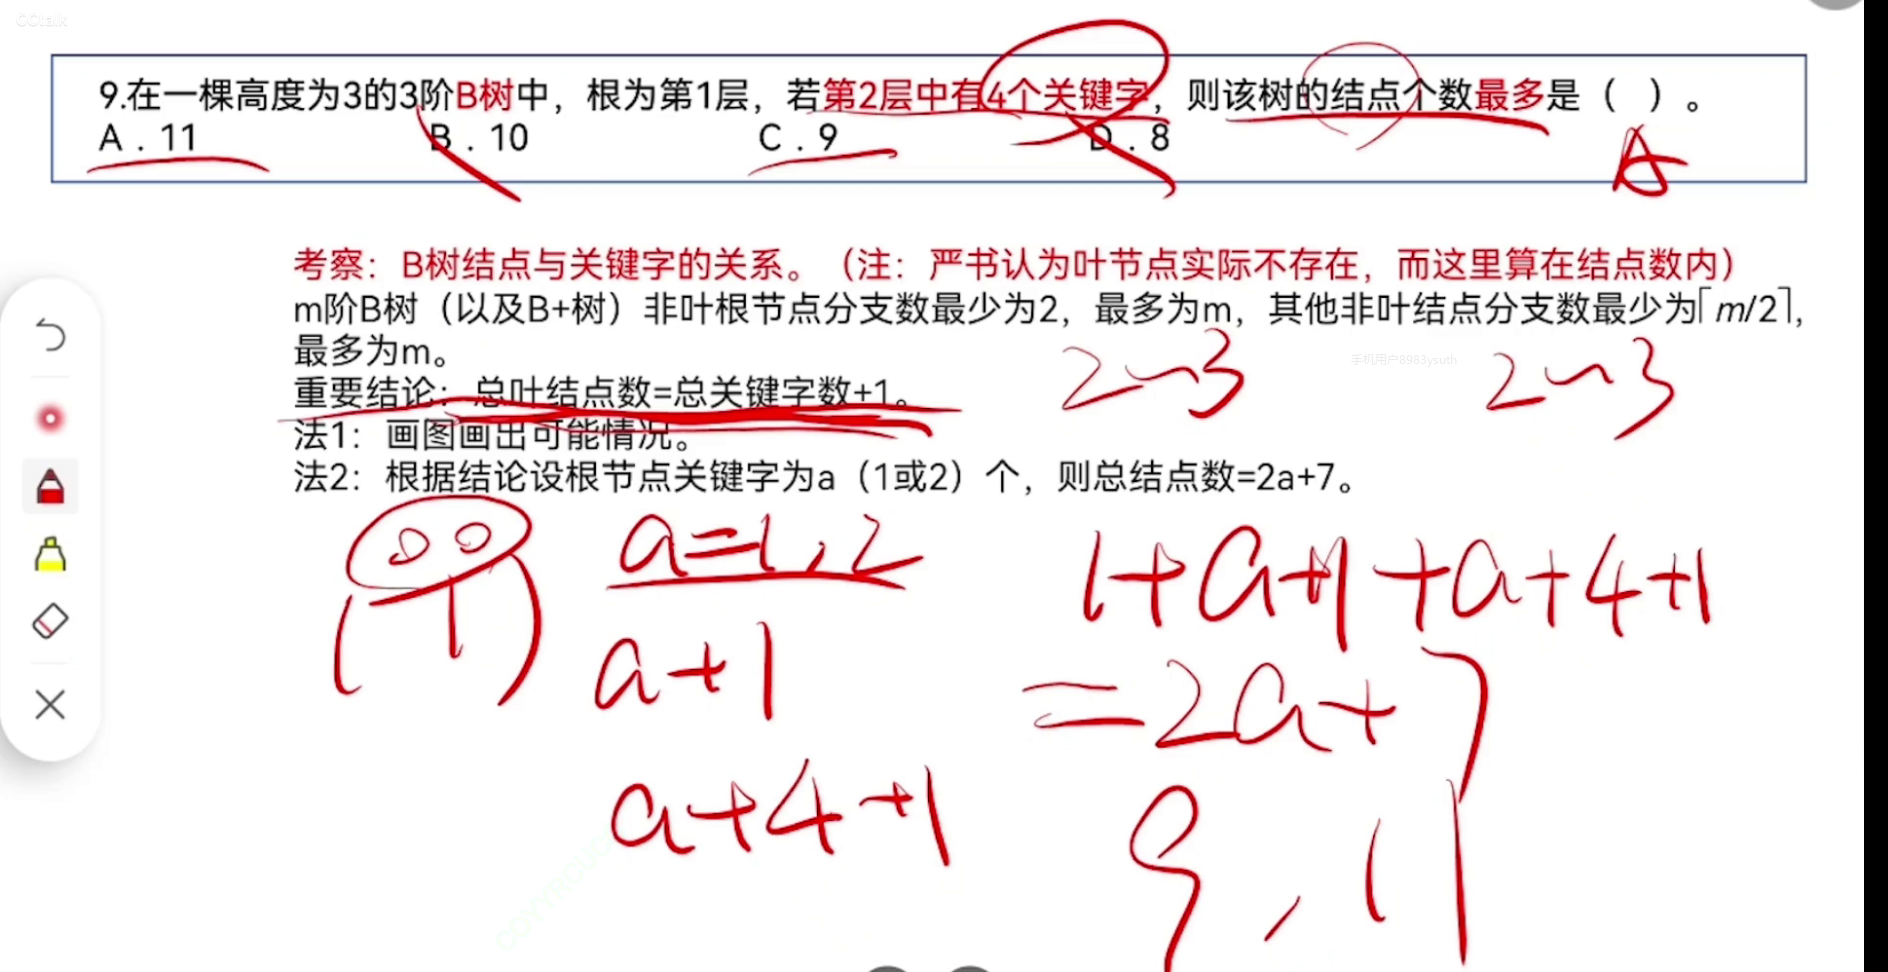 CCtalk
9.在一棵高度为3的3阶B树中，根为第1层，若第2层中有4个关键字，则该树的结点个数最多是（ ）。
A．11 B．10 C．9 D．8
A
考察：B树结点与关键字的关系。（注：严书认为叶节点实际不存在，而这里算在结点数内）
m阶B树（以及B+树）非叶根节点分支数最少为2，最多为m，其他非叶结点分支数最少为⌈m/2⌉，
最多为m。
2~3 2~3
手机用户8983ysuth
重要结论：总叶结点数=总关键字数+1。
法1：画图画出可能情况。
法2：根据结论设根节点关键字为a（1或2）个，则总结点数=2a+7。
a=1,2
1+a+1+a+4+1
a+1
=2a+7
a+4+1
9,11